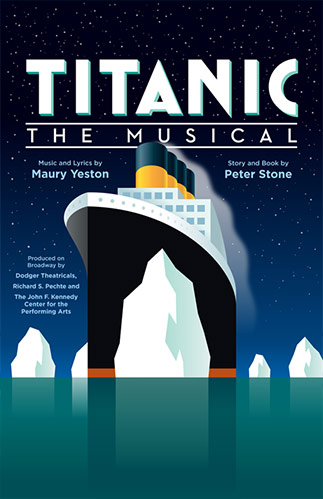 TITANIC
THE MUSICAL
Music and Lyrics by
Maury Yeston
Story and Book by
Peter Stone
Produced on
Broadway by
Dodger Theatricals,
Richard S. Pechte and
The John F. Kennedy
Center for the
Performing Arts